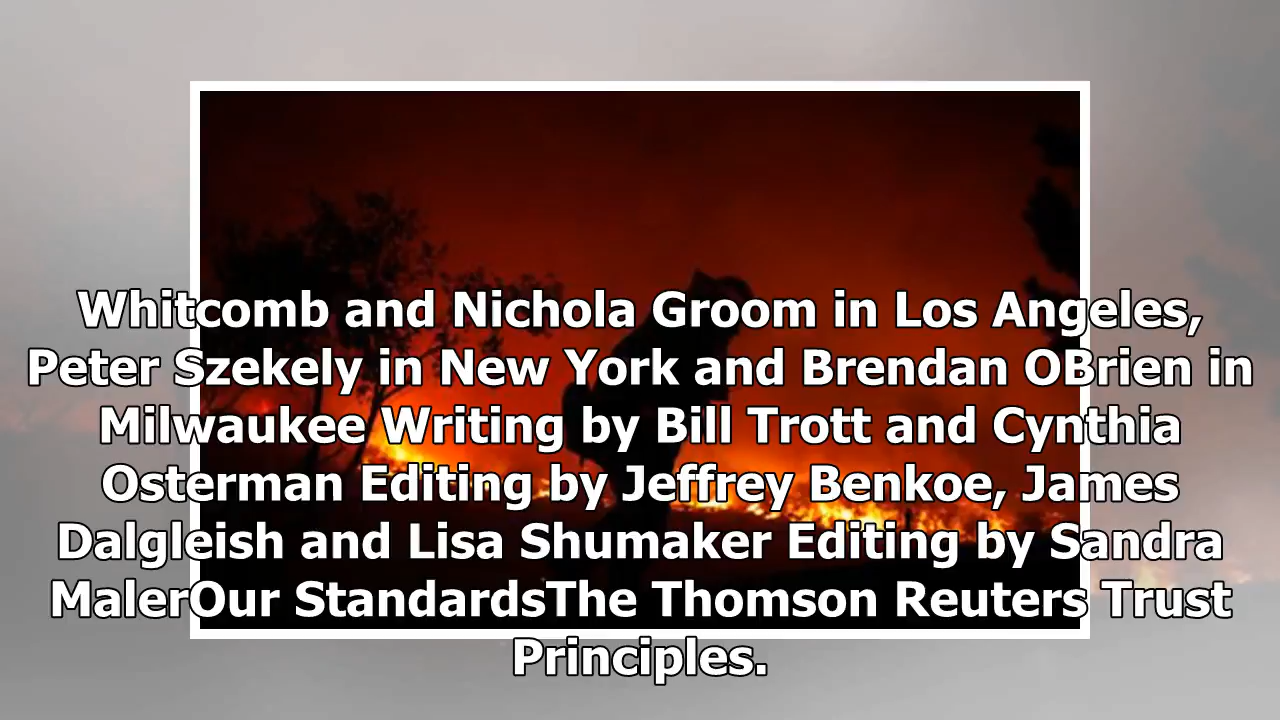 Whitcomb and Nichola Groom in Los Angeles,
Peter Szekely in New York and Brendan OBrien in
Milwaukee Writing by Bill Trott and Cynthia
Osterman Editing by Jeffrey Benkoe, James
Dalgleish and Lisa Shumaker Editing by Sandra
MalerOur StandardsThe Thomson Reuters Trust
Principles.